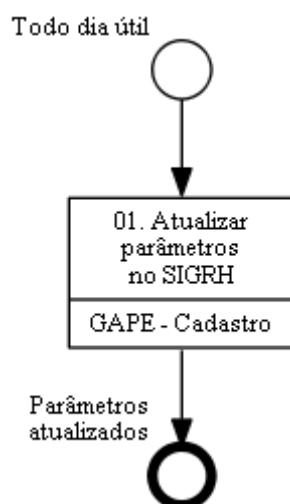 Todo dia útil
01. Atualizar
parâmetros
no SIGRH
GAPE - Cadastro
Parâmetros
atualizados